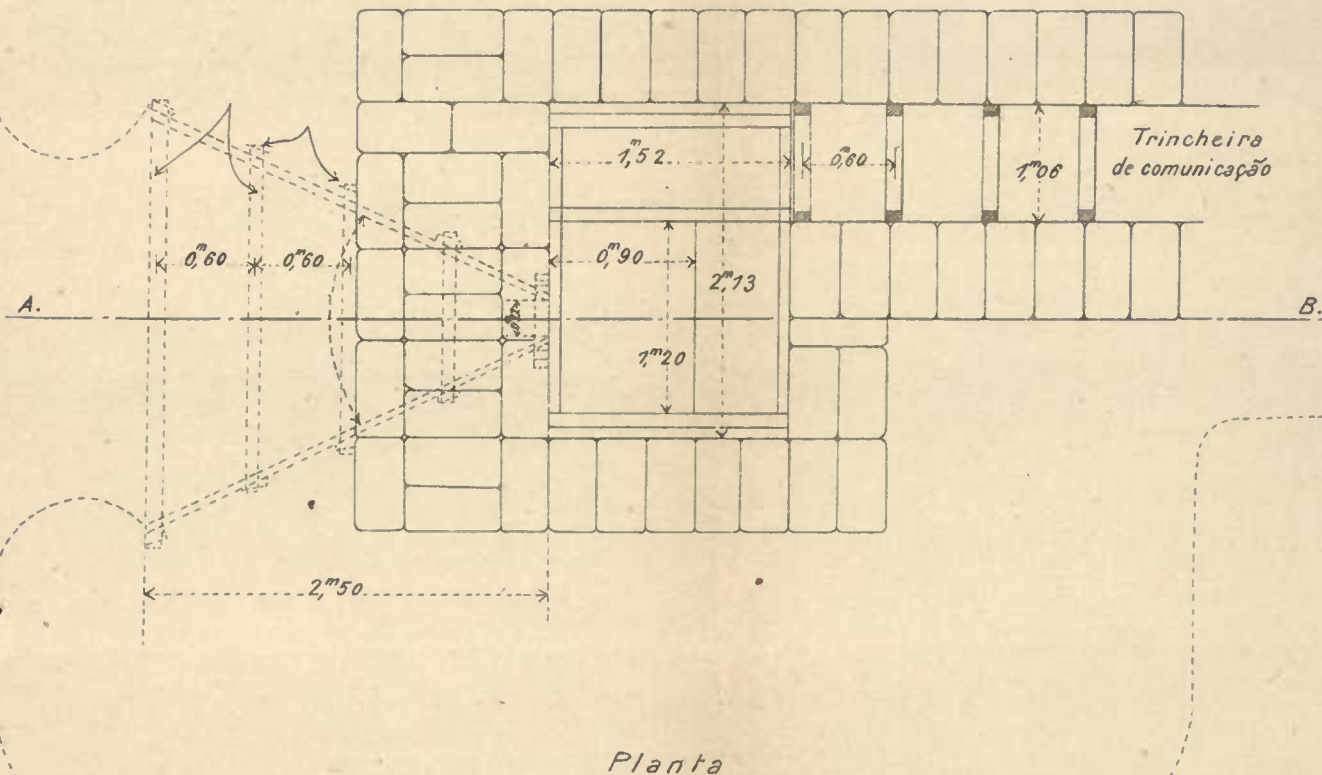 1,ᵐ52
0,ᵐ60
1,ᵐ06
Trincheira
de comunicação
0,ᵐ60
0,ᵐ60
0,ᵐ90
2,ᵐ13
A.
B.
1,ᵐ20
2,ᵐ50
Planta